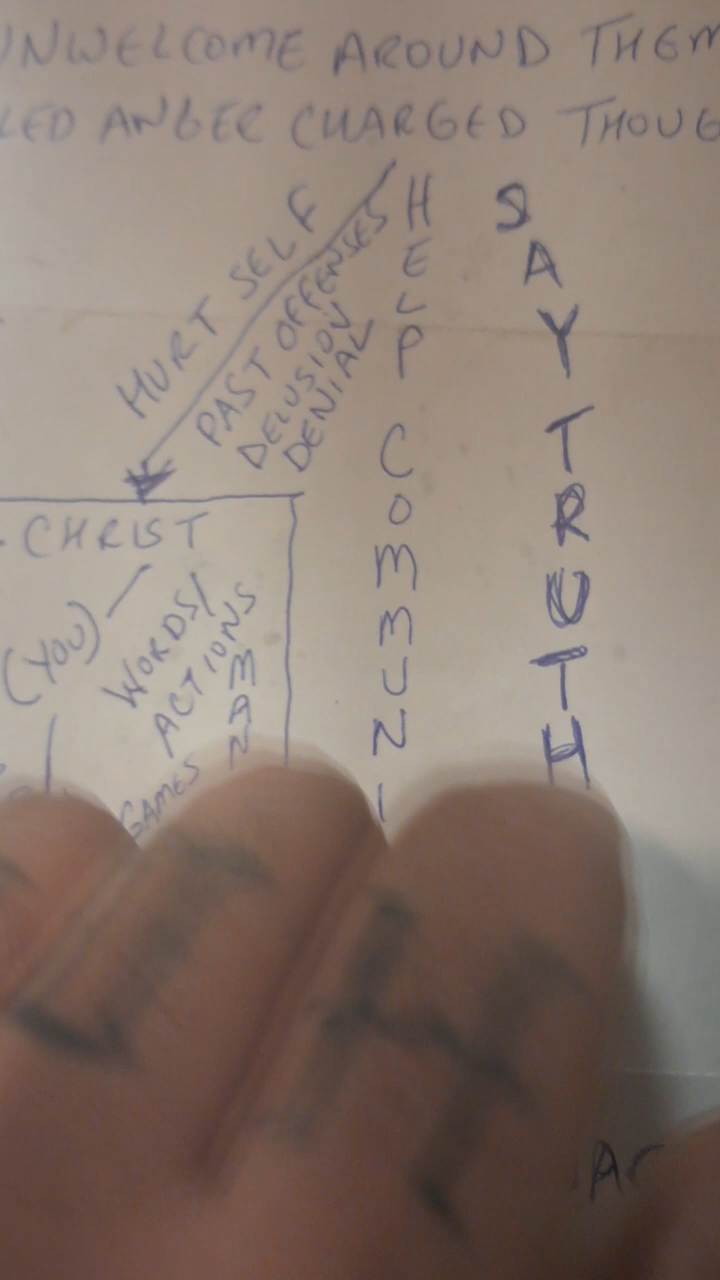 UNWELCOME AROUND THEM
LED ANGER CHARGED THOUG
HURT SELF
PAST OFFENSES
DELUSION
DENIAL
HELP COMMUNI
SAY TRUTH
CHRIST
(YOU)
WORDS/
ACTIONS
GAMES
MAN